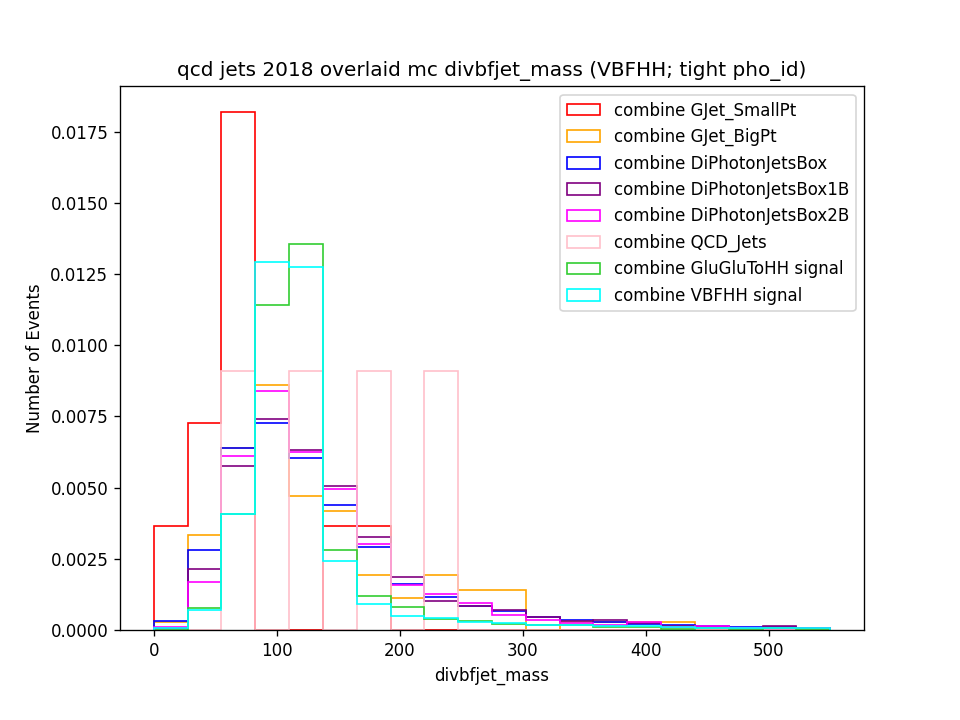 qcd jets 2018 overlaid mc divbfjet_mass (VBFHH; tight pho_id)
combine GJet_SmallPt
combine GJet_BigPt
combine DiPhotonJetsBox
combine DiPhotonJetsBox1B
combine DiPhotonJetsBox2B
combine QCD_Jets
combine GluGluToHH signal
combine VBFHH signal
Number of Events
0.0175
0.0150
0.0125
0.0100
0.0075
0.0050
0.0025
0.0000
0 100 200 300 400 500
divbfjet_mass